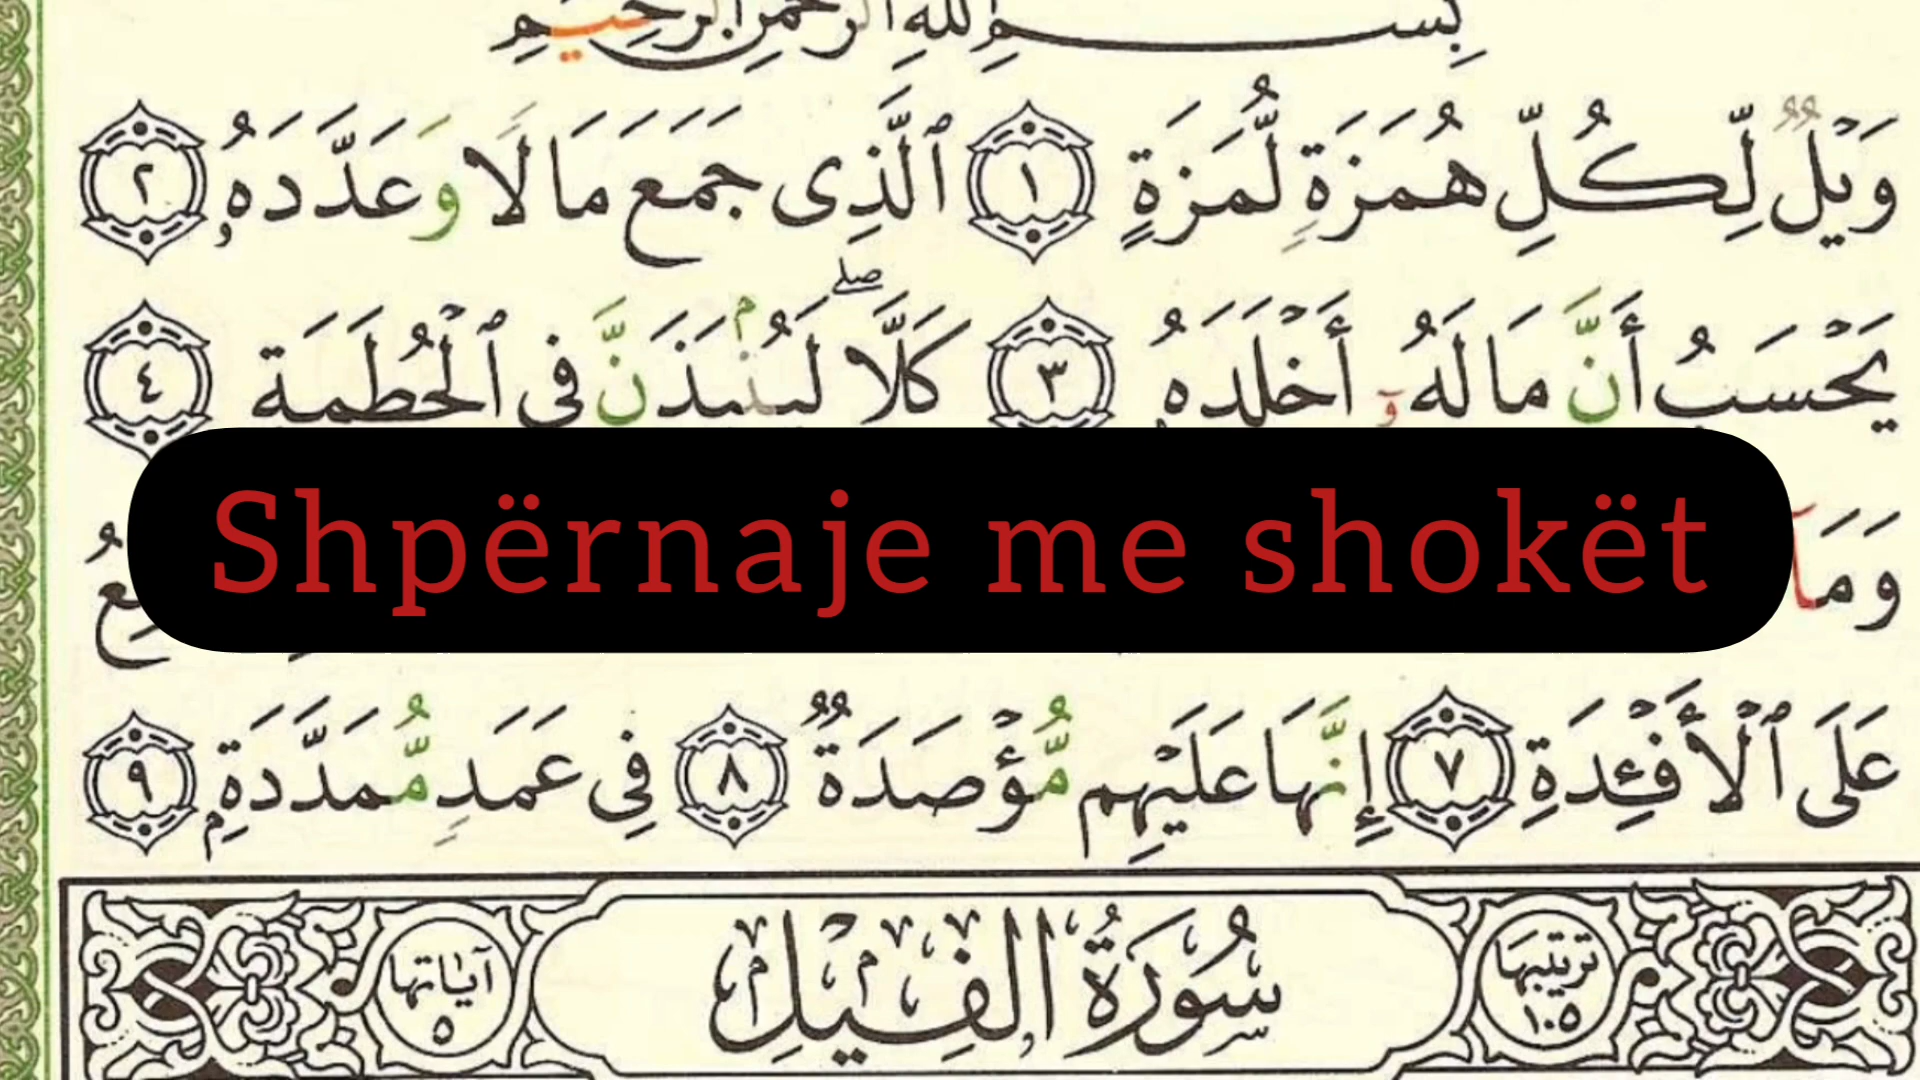 بِسْمِ ٱللَّهِ ٱلرَّحْمَٰنِ ٱلرَّحِيمِ
وَيْلٌ لِّكُلِّ هُمَزَةٍ لُّمَزَةٍ ١ ٱلَّذِى جَمَعَ مَالًا وَعَدَّدَهُۥ ٢
يَحْسَبُ أَنَّ مَالَهُۥٓ أَخْلَدَهُۥ ٣ كَلَّا ۖ لَيُنۢبَذَنَّ فِى ٱلْحُطَمَةِ ٤
وَمَآ
Shpërnaje me shokët
عَلَى ٱلْأَفْـِٔدَةِ ٧ إِنَّهَا عَلَيْهِم مُّؤْصَدَةٌ ٨ فِى عَمَدٍ مُّمَدَّدَةٍۭ ٩
ترتيبها ١٠٥ سُورَةُ الفِيلِ آياتها ٥